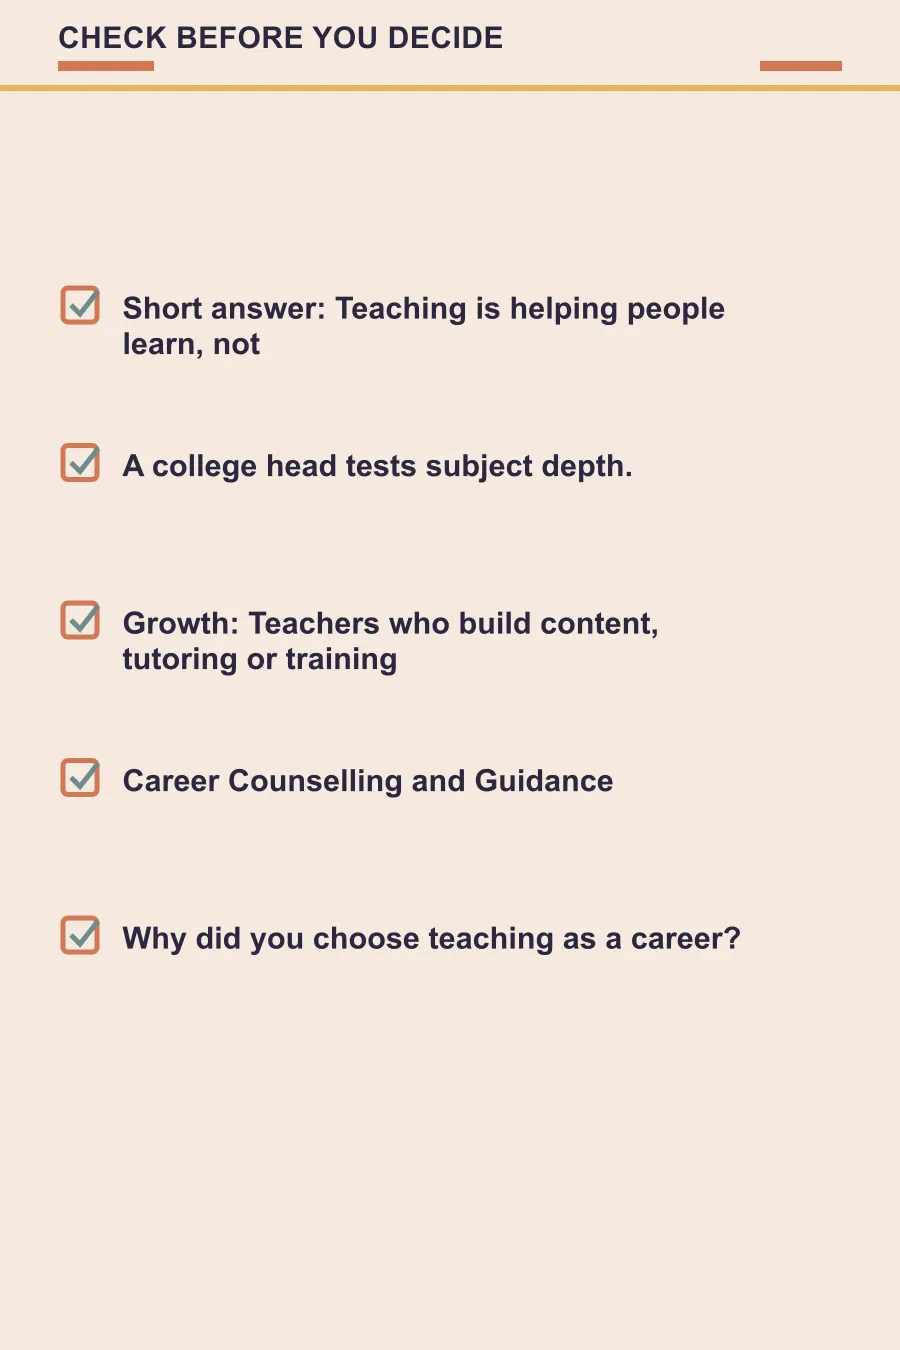 CHECK BEFORE YOU DECIDE
Short answer: Teaching is helping people
learn, not
A college head tests subject depth.
Growth: Teachers who build content,
tutoring or training
Career Counselling and Guidance
Why did you choose teaching as a career?